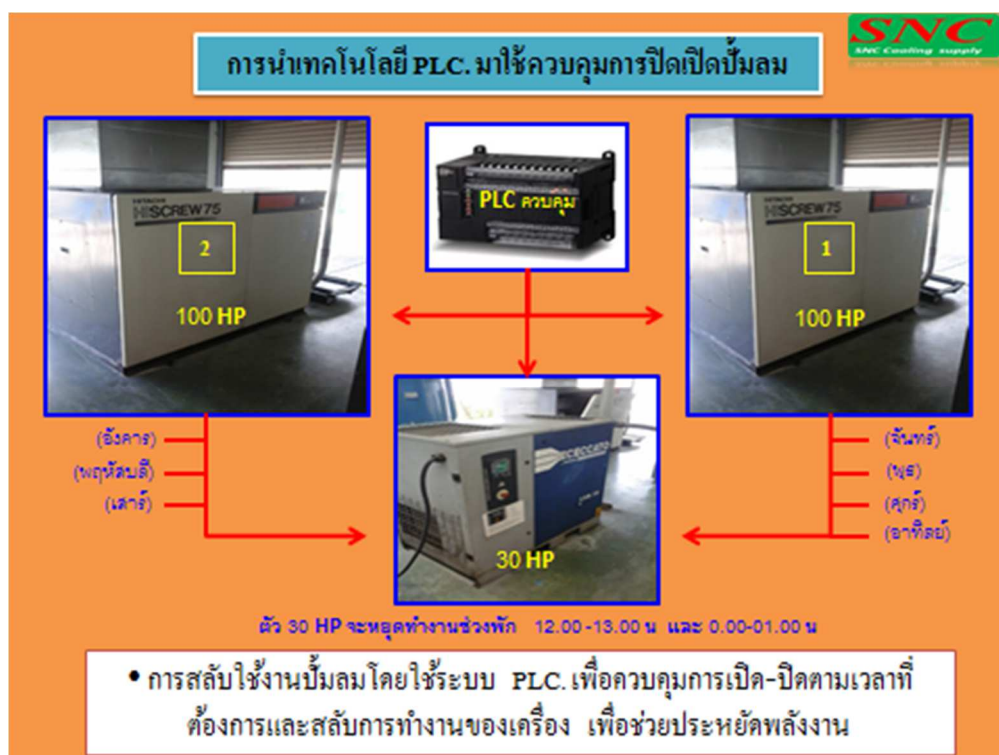 SNC
SNC Cooling supply
การนำเทคโนโลยี PLC. มาใช้ควบคุมการปิดเปิดปั้มลม
HITACHI
HISCREW 75
2
100 HP
PLC ควบคุม
HITACHI
HISCREW 75
1
100 HP
(อังคาร)
(พฤหัสบดี)
(เสาร์)
CECCATO
30 HP
(จันทร์)
(พุธ)
(ศุกร์)
(อาทิตย์)
ตัว 30 HP จะหยุดทำงานช่วงพัก 12.00-13.00 น และ 0.00-01.00 น
• การสลับใช้งานปั้มลมโดยใช้ระบบ PLC. เพื่อควบคุมการเปิด-ปิดตามเวลาที่
ต้องการและสลับการทำงานของเครื่อง เพื่อช่วยประหยัดพลังงาน